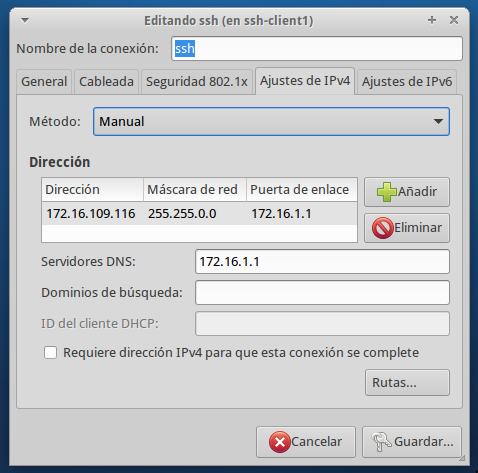 Editando ssh (en ssh-client1)
Nombre de la conexión: ssh
General Cableada Seguridad 802.1x Ajustes de IPv4 Ajustes de IPv6
Método: Manual
Dirección
Dirección Máscara de red Puerta de enlace Añadir
172.16.109.116 255.255.0.0 172.16.1.1
Eliminar
Servidores DNS: 172.16.1.1
Dominios de búsqueda:
ID del cliente DHCP:
Requiere dirección IPv4 para que esta conexión se complete
Rutas...
Cancelar Guardar...